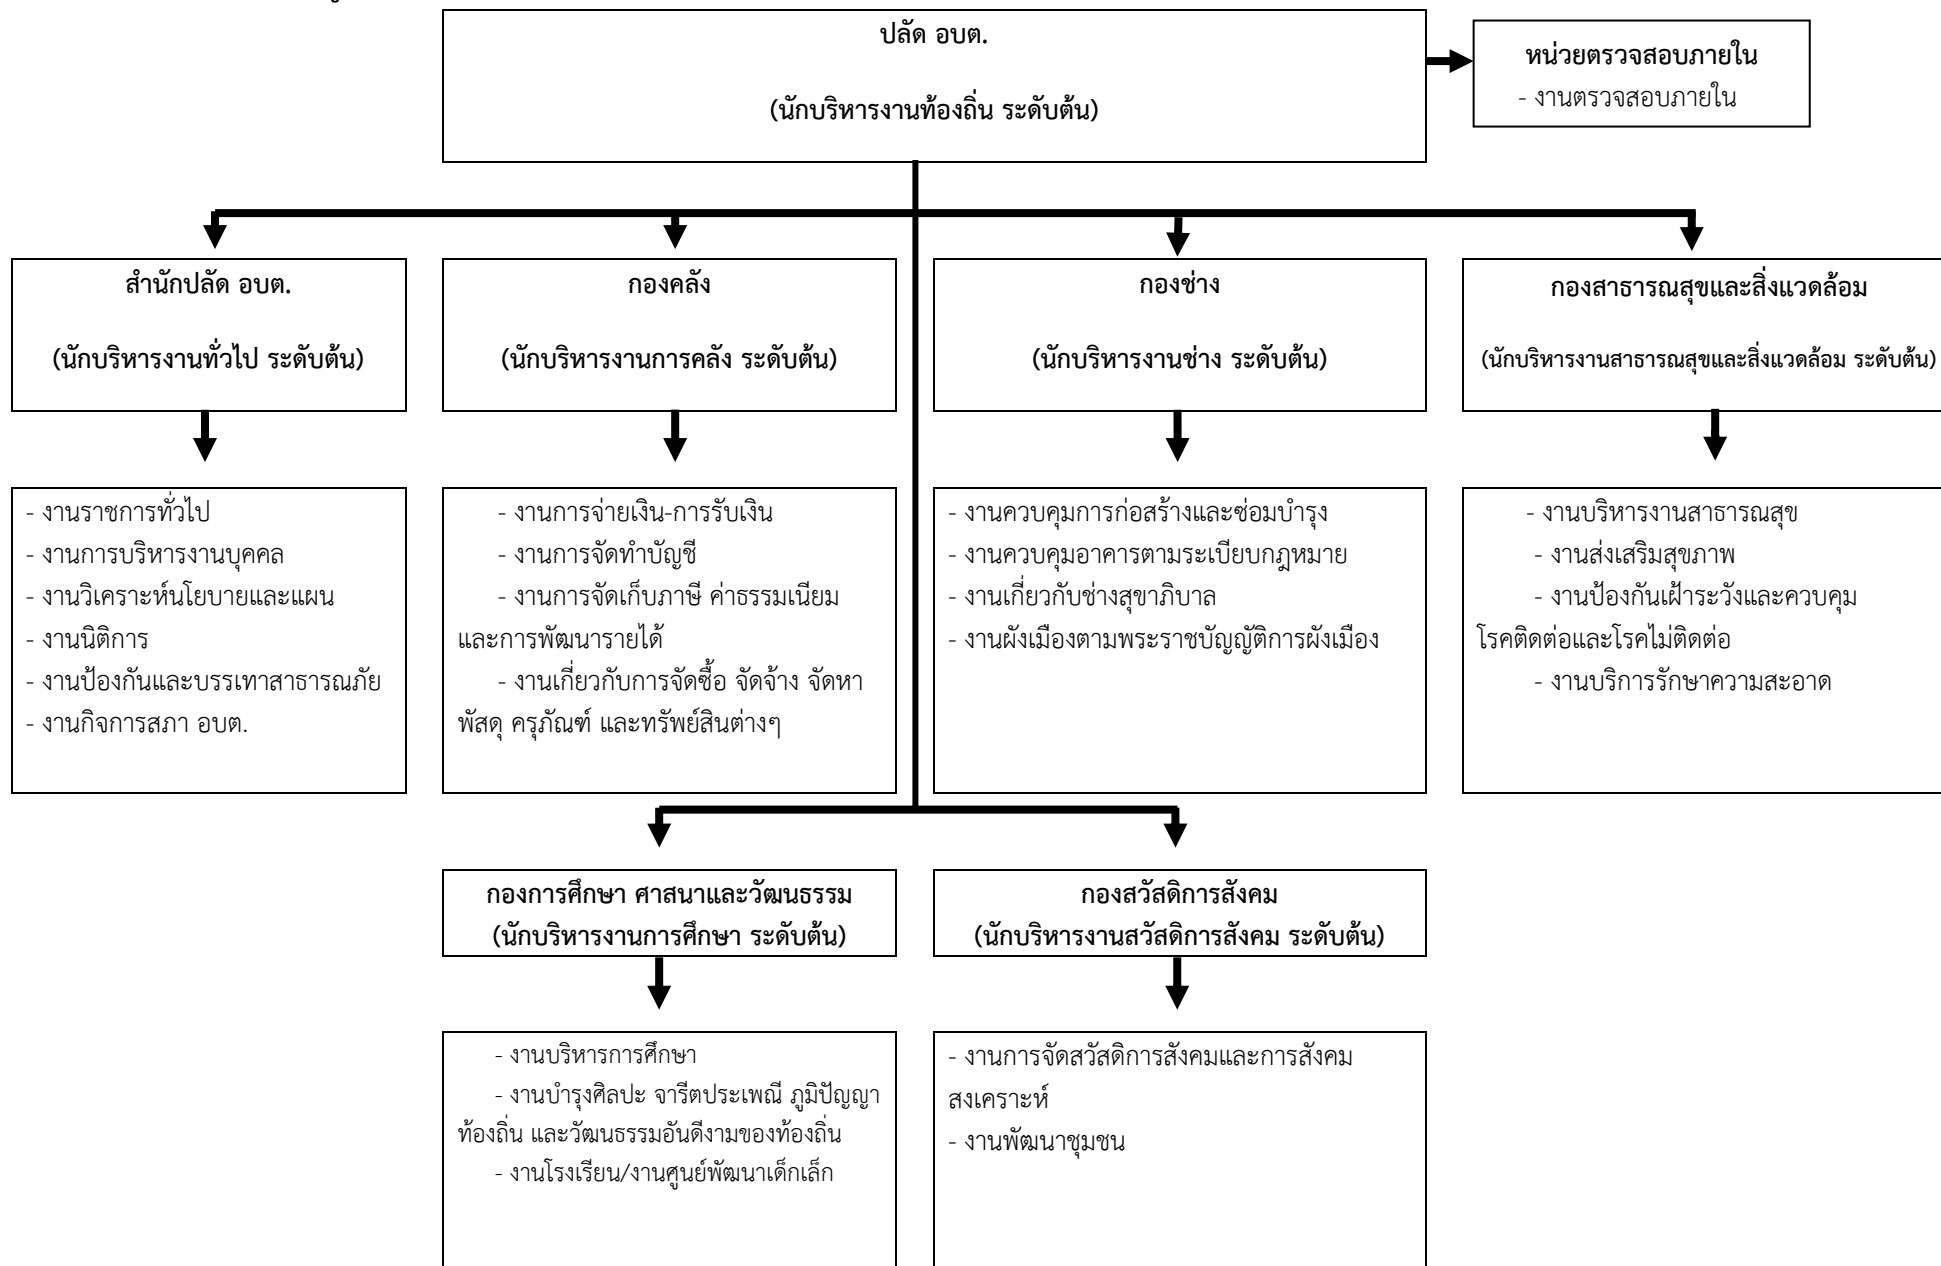 ปลัด อบต.
(นักบริหารงานท้องถิ่น ระดับต้น)
หน่วยตรวจสอบภายใน
- งานตรวจสอบภายใน
สำนักปลัด อบต.
(นักบริหารงานทั่วไป ระดับต้น)
กองคลัง
(นักบริหารงานการคลัง ระดับต้น)
กองช่าง
(นักบริหารงานช่าง ระดับต้น)
กองสาธารณสุขและสิ่งแวดล้อม
(นักบริหารงานสาธารณสุขและสิ่งแวดล้อม ระดับต้น)
- งานราชการทั่วไป
- งานการบริหารงานบุคคล
- งานวิเคราะห์นโยบายและแผน
- งานนิติการ
- งานป้องกันและบรรเทาสาธารณภัย
- งานกิจการสภา อบต.
- งานการจ่ายเงิน-การรับเงิน
- งานการจัดทำบัญชี
- งานการจัดเก็บภาษี ค่าธรรมเนียม
และการพัฒนารายได้
- งานเกี่ยวกับการจัดซื้อ จัดจ้าง จัดหา
พัสดุ ครุภัณฑ์ และทรัพย์สินต่างๆ
- งานควบคุมการก่อสร้างและซ่อมบำรุง
- งานควบคุมอาคารตามระเบียบกฎหมาย
- งานเกี่ยวกับช่างสุขาภิบาล
- งานผังเมืองตามพระราชบัญญัติการผังเมือง
- งานบริหารงานสาธารณสุข
- งานส่งเสริมสุขภาพ
- งานป้องกันเฝ้าระวังและควบคุม
โรคติดต่อและโรคไม่ติดต่อ
- งานบริการรักษาความสะอาด
กองการศึกษา ศาสนาและวัฒนธรรม
(นักบริหารงานการศึกษา ระดับต้น)
กองสวัสดิการสังคม
(นักบริหารงานสวัสดิการสังคม ระดับต้น)
- งานบริหารการศึกษา
- งานบำรุงศิลปะ จารีตประเพณี ภูมิปัญญา
ท้องถิ่น และวัฒนธรรมอันดีงามของท้องถิ่น
- งานโรงเรียน/งานศูนย์พัฒนาเด็กเล็ก
- งานการจัดสวัสดิการสังคมและการสังคม
สงเคราะห์
- งานพัฒนาชุมชน